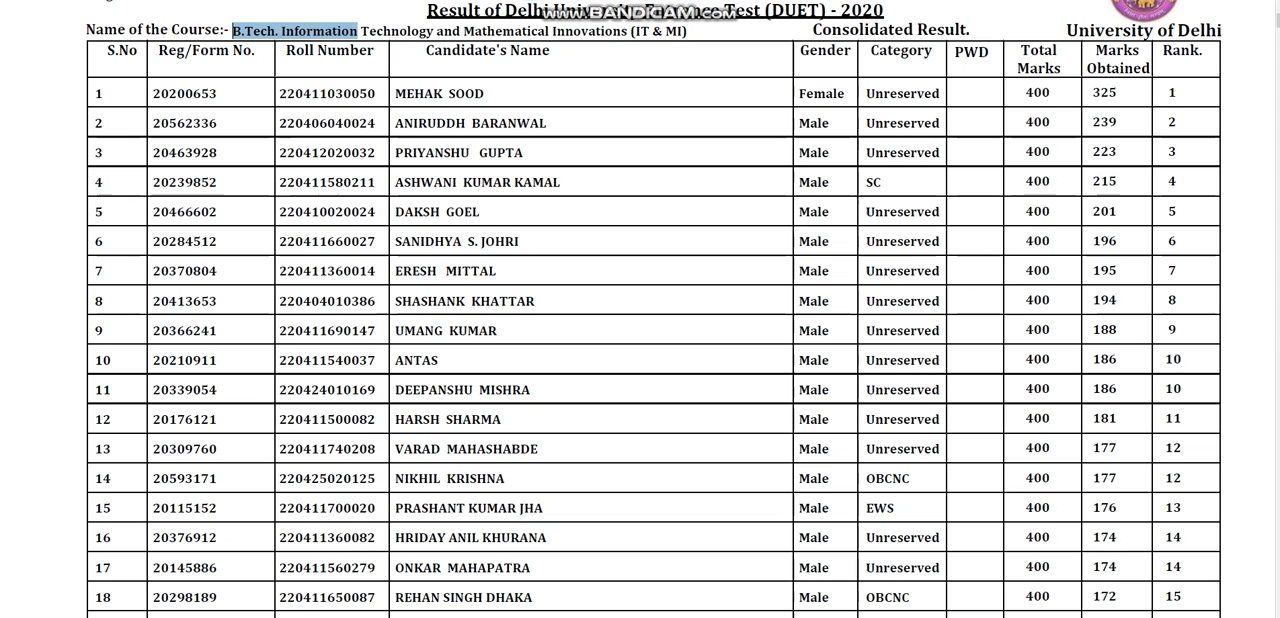 Result of Delhi University Entrance Test (DUET) - 2020
www.BANDICAM.com
Name of the Course:- B.Tech. Information Technology and Mathematical Innovations (IT & MI) Consolidated Result. University of Delhi
S.No Reg/Form No. Roll Number Candidate's Name Gender Category PWD Total Marks Marks Obtained Rank.
1 20200653 220411030050 MEHAK SOOD Female Unreserved 400 325 1
2 20562336 220406040024 ANIRUDDH BARANWAL Male Unreserved 400 239 2
3 20463928 220412020032 PRIYANSHU GUPTA Male Unreserved 400 223 3
4 20239852 220411580211 ASHWANI KUMAR KAMAL Male SC 400 215 4
5 20466602 220410020024 DAKSH GOEL Male Unreserved 400 201 5
6 20284512 220411660027 SANIDHYA S. JOHRI Male Unreserved 400 196 6
7 20370804 220411360014 ERESH MITTAL Male Unreserved 400 195 7
8 20413653 220404010386 SHASHANK KHATTAR Male Unreserved 400 194 8
9 20366241 220411690147 UMANG KUMAR Male Unreserved 400 188 9
10 20210911 220411540037 ANTAS Male Unreserved 400 186 10
11 20339054 220424010169 DEEPANSHU MISHRA Male Unreserved 400 186 10
12 20176121 220411500082 HARSH SHARMA Male Unreserved 400 181 11
13 20309760 220411740208 VARAD MAHASHABDE Male Unreserved 400 177 12
14 20593171 220425020125 NIKHIL KRISHNA Male OBCNC 400 177 12
15 20115152 220411700020 PRASHANT KUMAR JHA Male EWS 400 176 13
16 20376912 220411360082 HRIDAY ANIL KHURANA Male Unreserved 400 174 14
17 20145886 220411560279 ONKAR MAHAPATRA Male Unreserved 400 174 14
18 20298189 220411650087 REHAN SINGH DHAKA Male OBCNC 400 172 15